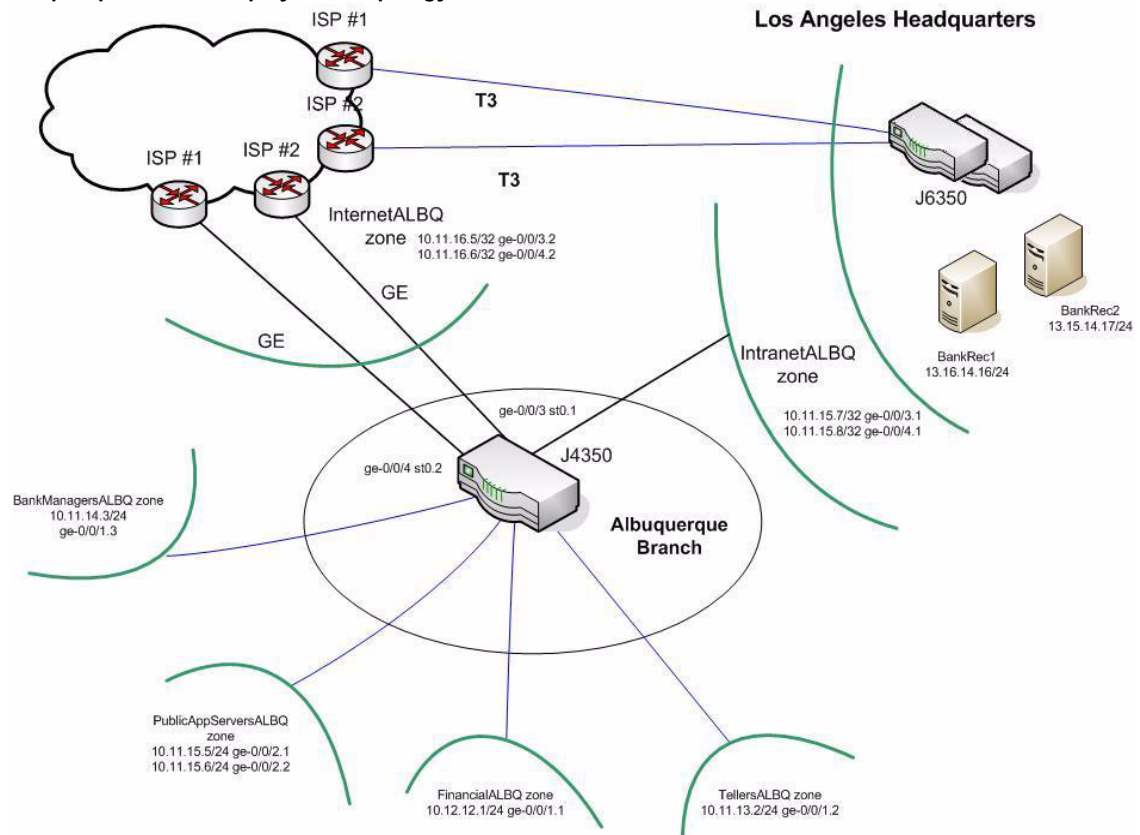 Los Angeles Headquarters
ISP #1
T3
ISP #2
ISP #1
ISP #2
T3
J6350
InternetALBQ
zone
10.11.16.5/32 ge-0/0/3.2
10.11.16.6/32 ge-0/0/4.2
GE
GE
BankRec2
13.15.14.17/24
BankRec1
13.16.14.16/24
IntranetALBQ
zone
10.11.15.7/32 ge-0/0/3.1
10.11.15.8/32 ge-0/0/4.1
ge-0/0/3 st0.1
J4350
ge-0/0/4 st0.2
Albuquerque
Branch
BankManagersALBQ zone
10.11.14.3/24
ge-0/0/1.3
PublicAppServersALBQ
zone
10.11.15.5/24 ge-0/0/2.1
10.11.15.6/24 ge-0/0/2.2
FinancialALBQ zone
10.12.12.1/24 ge-0/0/1.1
TellersALBQ zone
10.11.13.2/24 ge-0/0/1.2